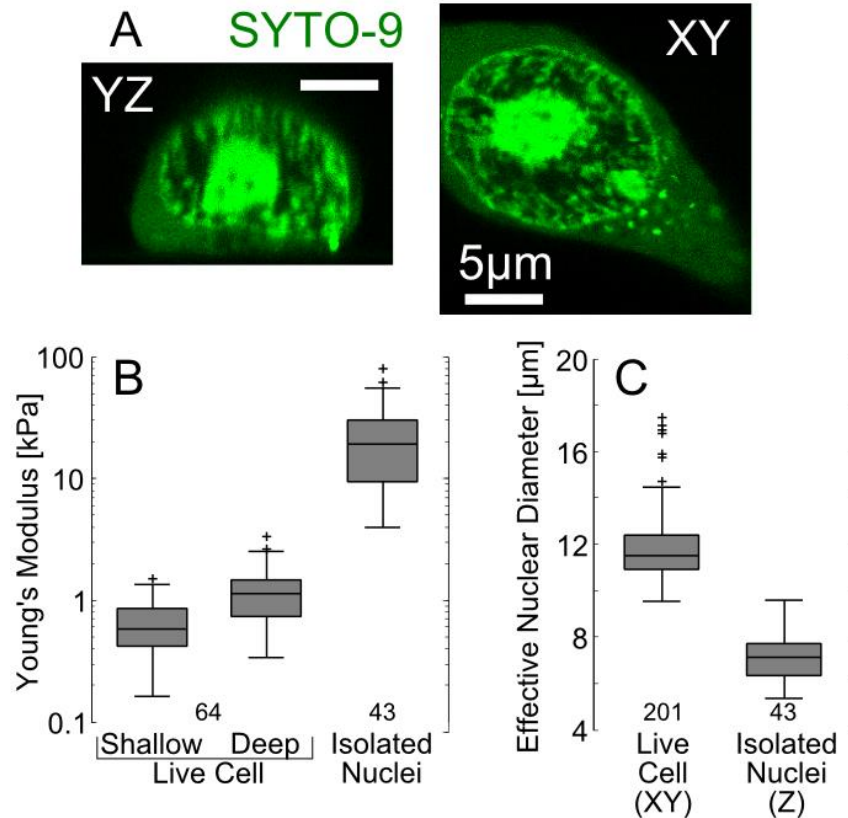 A
SYTO-9
YZ
XY
5µm
B
Young's Modulus [kPa]
100
10
1
0.1
64
43
Shallow
Deep
Live Cell
Isolated
Nuclei
C
Effective Nuclear Diameter [µm]
20
16
12
8
4
201
43
Live
Cell
(XY)
Isolated
Nuclei
(Z)